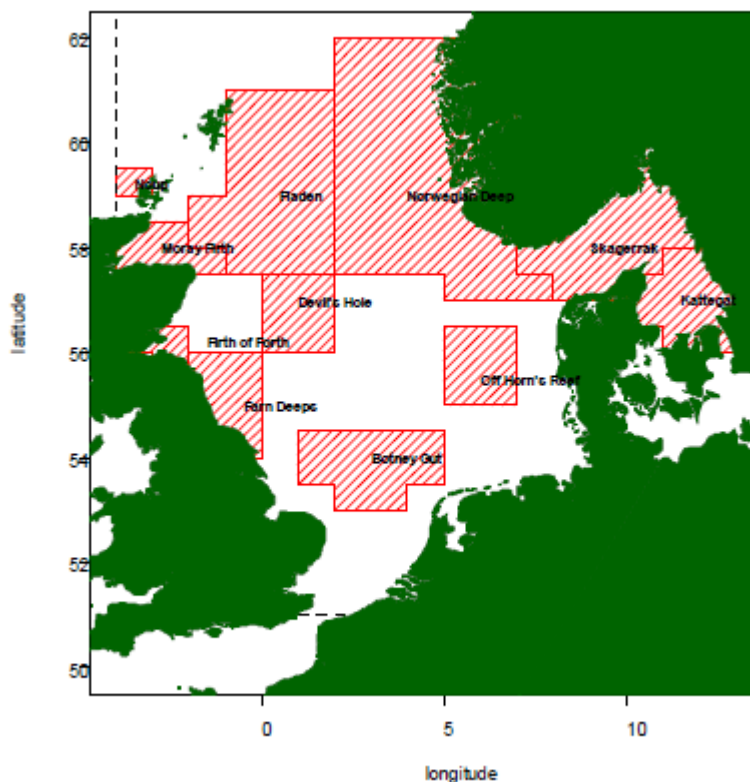 62
60
58
56
54
52
50
latitude
Noup
Fladen
Norwegian Deep
Moray Firth
Skagerrak
Devil's Hole
Kattegat
Firth of Forth
Off Horn's Reef
Farn Deeps
Botney Gut
0
5
10
longitude